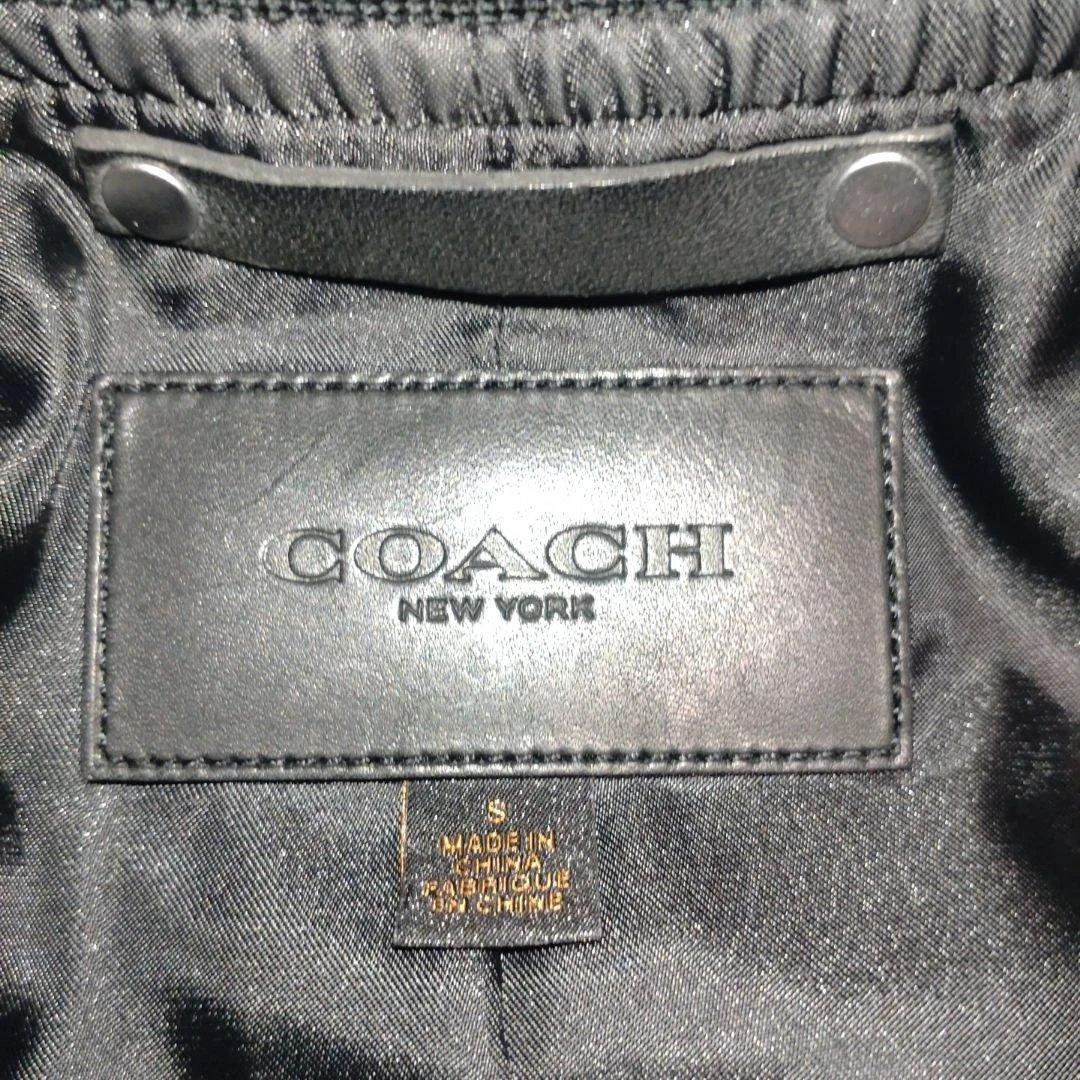 COACH
NEW YORK
S
MADE IN
CHINA
FABRIQUE
EN CHINE